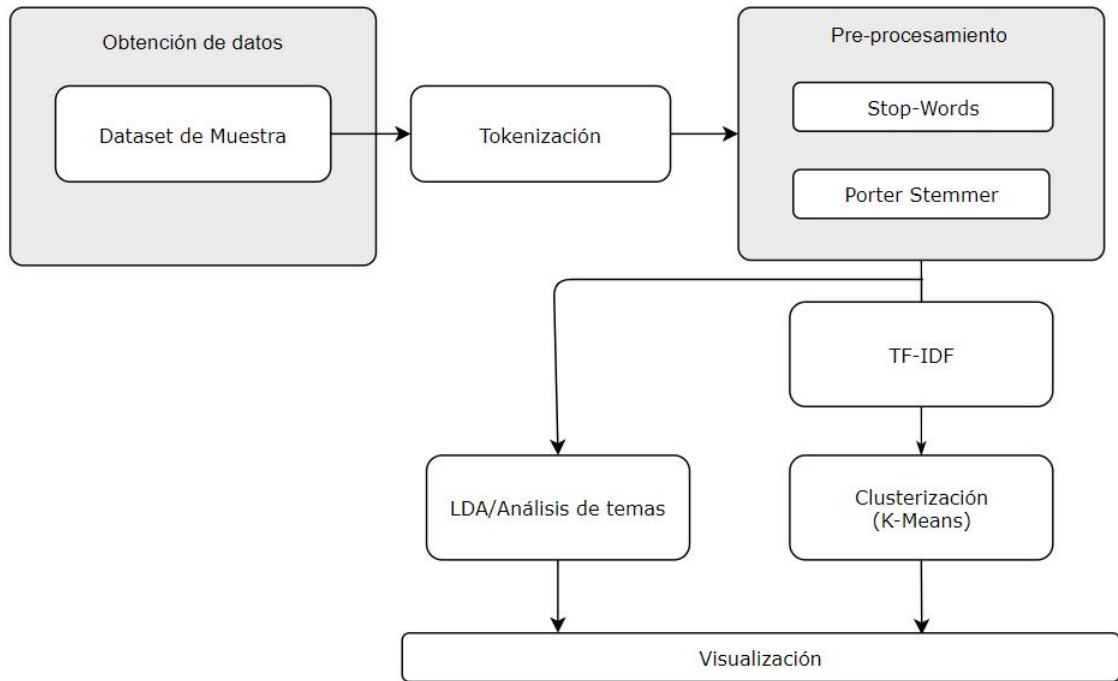 Obtención de datos
Dataset de Muestra
Tokenización
Pre-procesamiento
Stop-Words
Porter Stemmer
TF-IDF
LDA/Análisis de temas
Clusterización
(K-Means)
Visualización